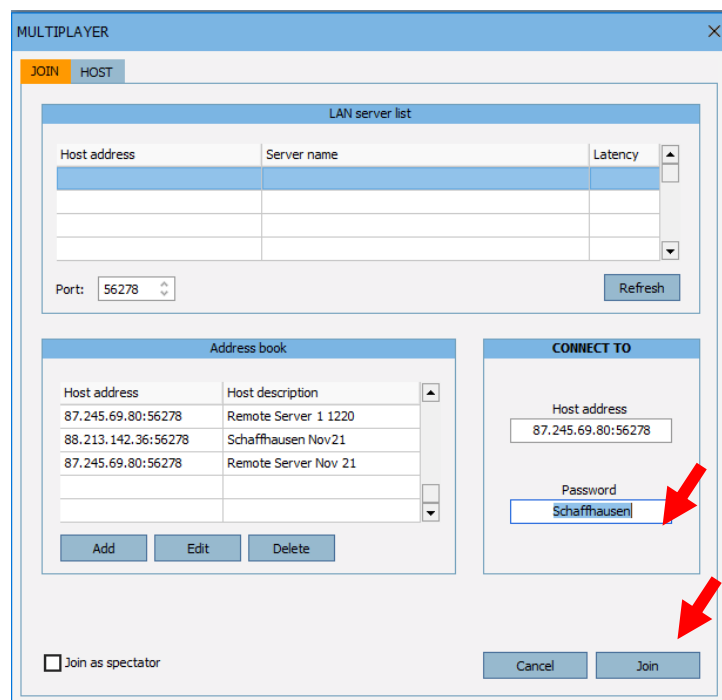 MULTIPLAYER
JOIN HOST
LAN server list
Host address Server name Latency
Port: 56278 Refresh
Address book
Host address Host description
87.245.69.80:56278 Remote Server 1 1220
88.213.142.36:56278 Schaffhausen Nov21
87.245.69.80:56278 Remote Server Nov 21
Add Edit Delete
CONNECT TO
Host address
87.245.69.80:56278
Password
Schaffhausen
Join as spectator Cancel Join